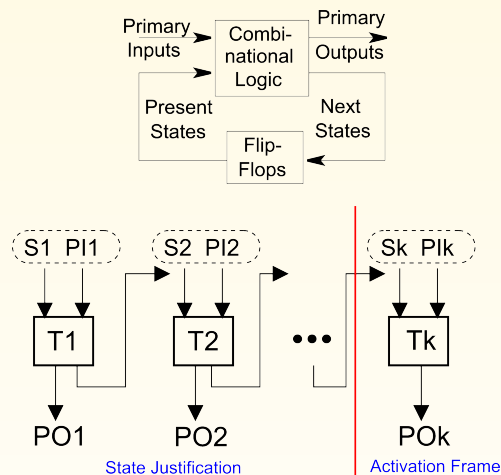 Primary
Inputs
Combi-
national
Logic
Primary
Outputs
Present
States
Next
States
Flip-
Flops
S1 PI1
S2 PI2
Sk PIk
T1
T2
•••
Tk
PO1
PO2
POk
State Justification
Activation Frame